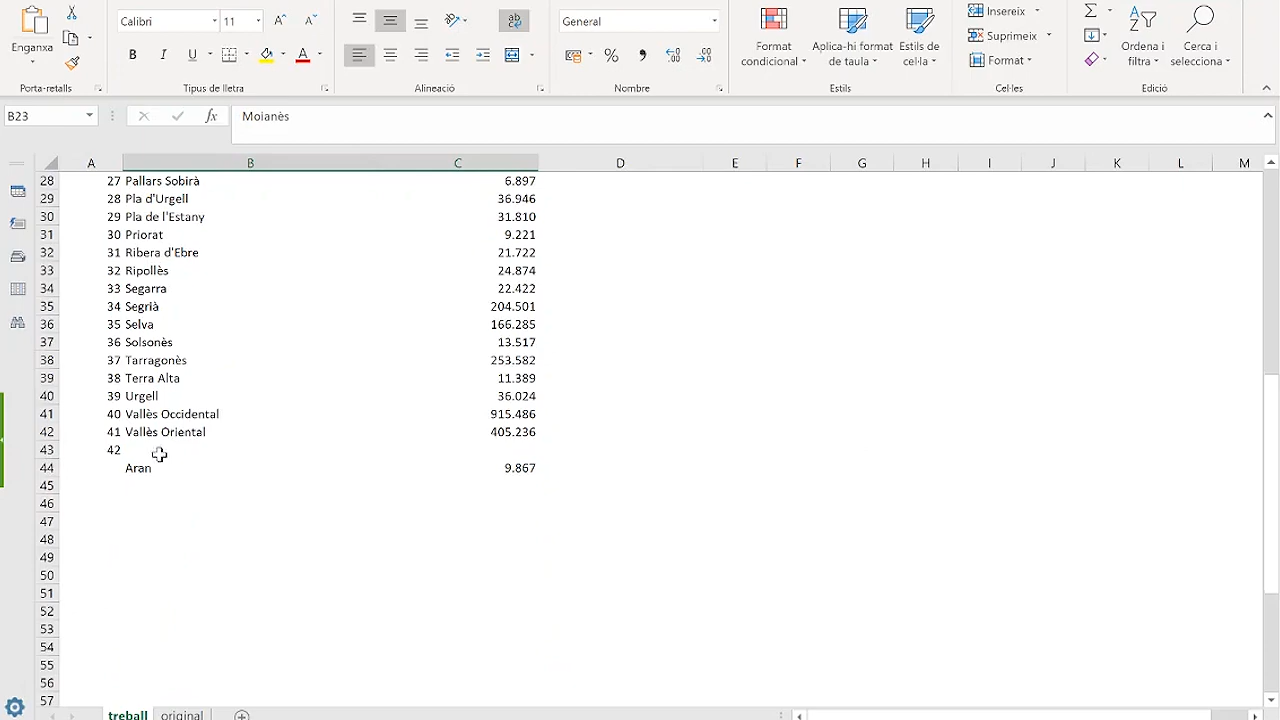 Calibri 11 General
Enganxa
B I U
Format condicional
Aplica-hi format de taula
Estils de cel·la
Insereix
Suprimeix
Format
Ordena i filtra
Cerca i selecciona
Porta-retalls Tipus de lletra Alineació Nombre Estils Cel·les Edició
B23 fx Moianès
A B C D E F G H I J K L M
28 27 Pallars Sobirà 6.897
29 28 Pla d'Urgell 36.946
30 29 Pla de l'Estany 31.810
31 30 Priorat 9.221
32 31 Ribera d'Ebre 21.722
33 32 Ripollès 24.874
34 33 Segarra 22.422
35 34 Segrià 204.501
36 35 Selva 166.285
37 36 Solsonès 13.517
38 37 Tarragonès 253.582
39 38 Terra Alta 11.389
40 39 Urgell 36.024
41 40 Vallès Occidental 915.486
42 41 Vallès Oriental 405.236
43 42
44 Aran 9.867
45
46
47
48
49
50
51
52
53
54
55
56
57
treball original